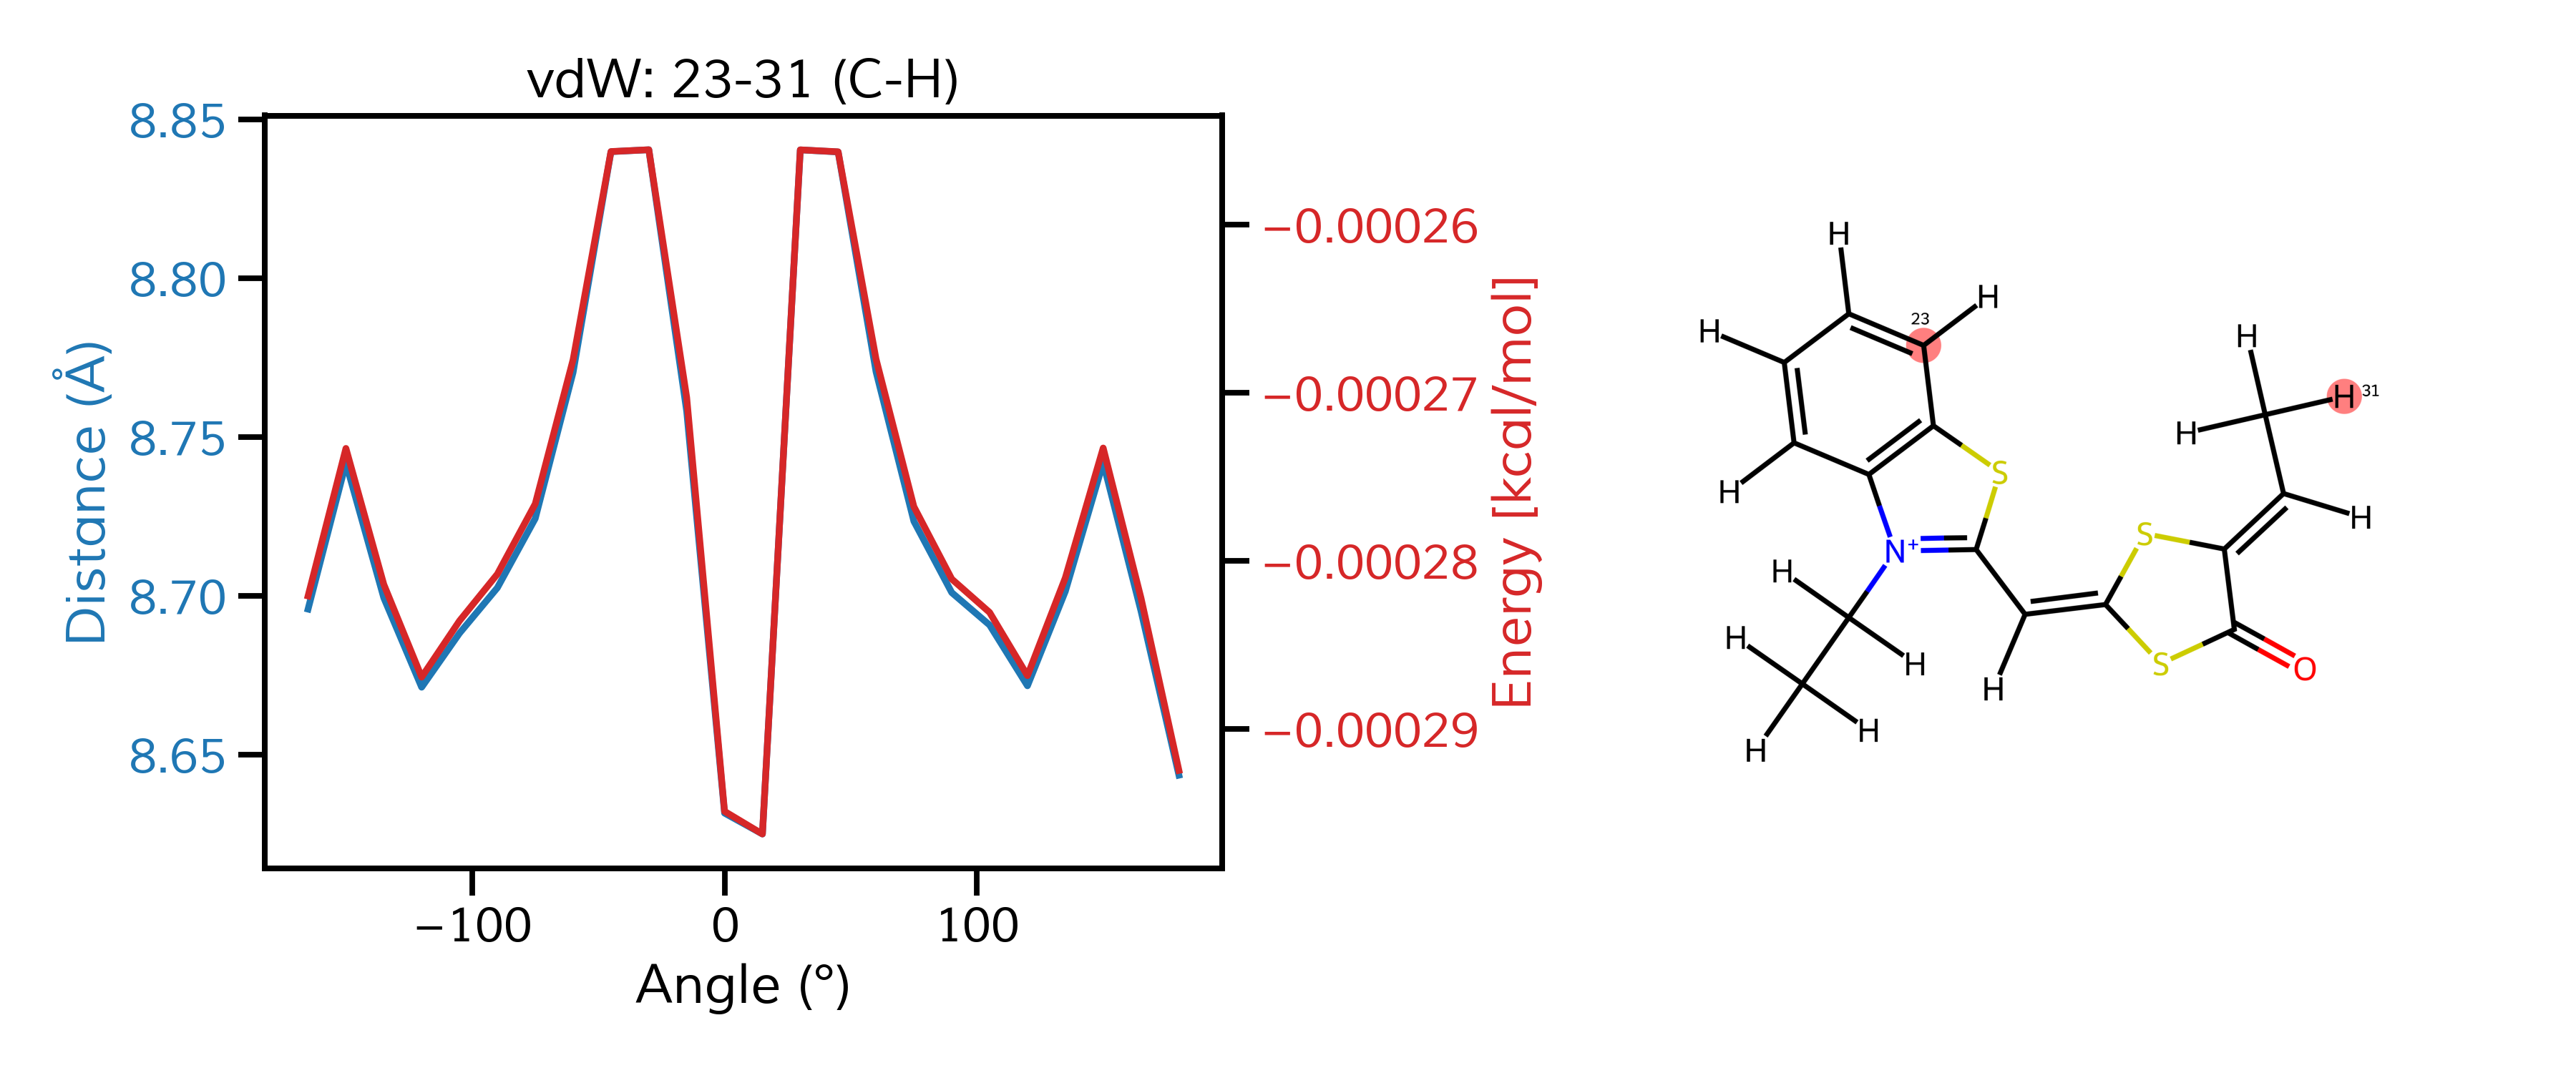 vdW: 23-31 (C-H)
8.85
8.80
8.75
8.70
8.65
Distance (Å)
−0.00026
−0.00027
−0.00028
−0.00029
Energy [kcal/mol]
−100
0
100
Angle (°)
H
H
23
H
H
H
31
H
S
H
H
S
N+
H
H
S
O
H
H
H
H
H